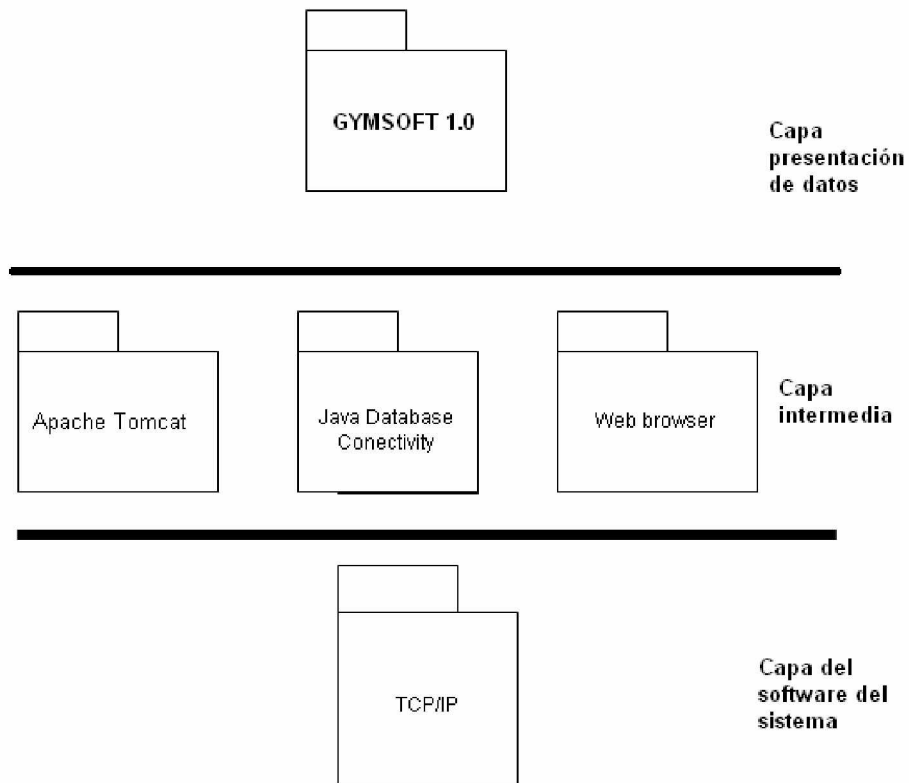 GYMSOFT 1.0
Capa
presentación
de datos
Apache Tomcat
Java Database
Conectivity
Web browser
Capa
intermedia
TCP/IP
Capa del
software del
sistema